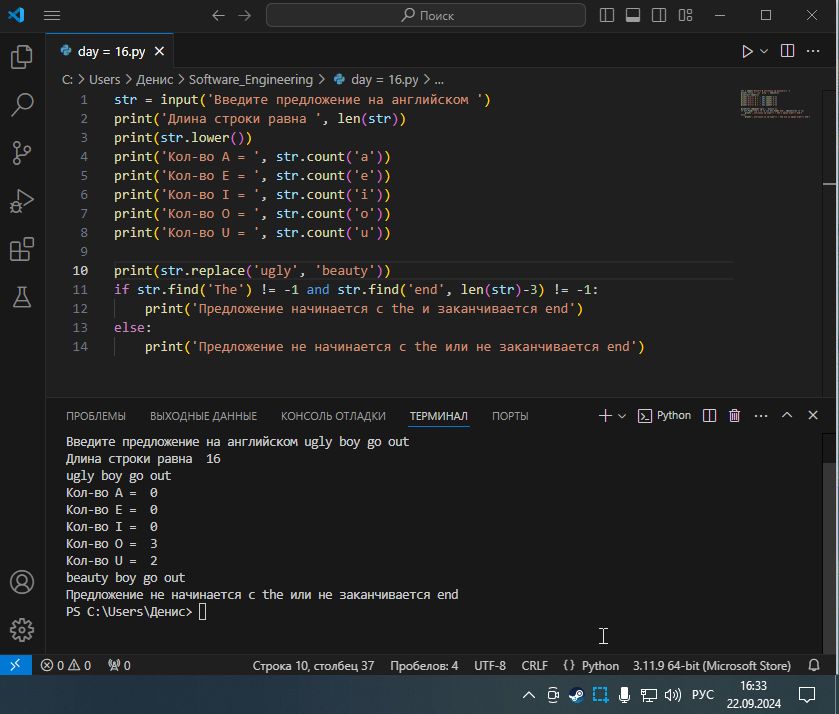 Поиск
day = 16.py
C: > Users > Денис > Software_Engineering > day = 16.py > ...
1 str = input('Введите предложение на английском ')
2 print('Длина строки равна ', len(str))
3 print(str.lower())
4 print('Кол-во A = ', str.count('a'))
5 print('Кол-во E = ', str.count('e'))
6 print('Кол-во I = ', str.count('i'))
7 print('Кол-во O = ', str.count('o'))
8 print('Кол-во U = ', str.count('u'))
9
10 print(str.replace('ugly', 'beauty'))
11 if str.find('The') != -1 and str.find('end', len(str)-3) != -1:
12 print('Предложение начинается с the и заканчивается end')
13 else:
14 print('Предложение не начинается с the или не заканчивается end')
ПРОБЛЕМЫ ВЫХОДНЫЕ ДАННЫЕ КОНСОЛЬ ОТЛАДКИ ТЕРМИНАЛ ПОРТЫ Python
Введите предложение на английском ugly boy go out
Длина строки равна  16
ugly boy go out
Кол-во A =  0
Кол-во E =  0
Кол-во I =  0
Кол-во O =  3
Кол-во U =  2
beauty boy go out
Предложение не начинается с the или не заканчивается end
PS C:\Users\Денис>
0 0 0 Строка 10, столбец 37 Пробелов: 4 UTF-8 CRLF {} Python 3.11.9 64-bit (Microsoft Store)
РУС 16:33
22.09.2024